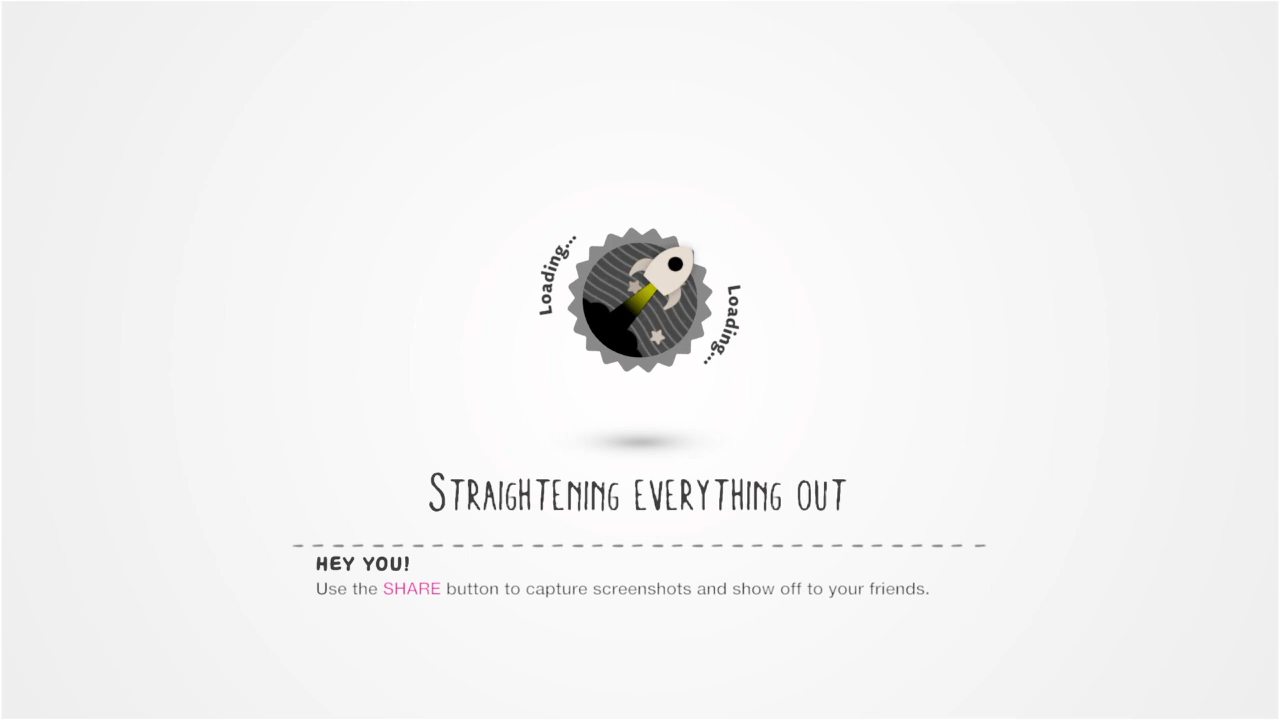 Loading...
Loading...
STRAIGHTENING EVERYTHING OUT
HEY YOU!
Use the SHARE button to capture screenshots and show off to your friends.